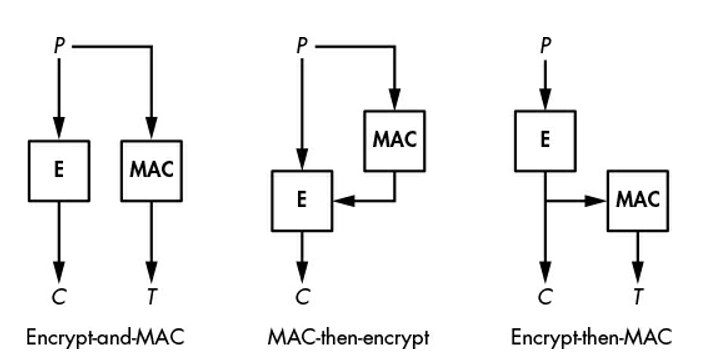 P P P
E MAC
MAC
E
E
MAC
C T C C T
Encrypt-and-MAC MAC-then-encrypt Encrypt-then-MAC